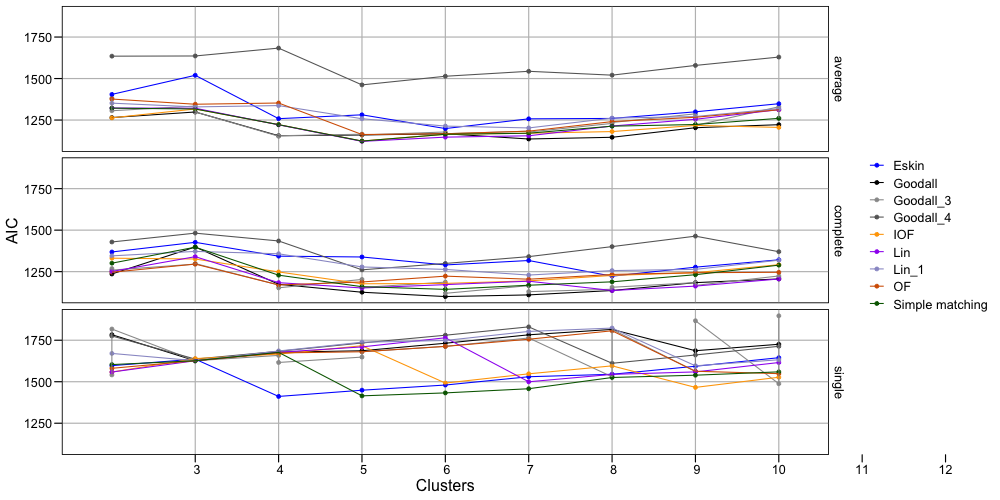 1750
1500
1250
average
1750
1500
1250
complete
1750
1500
1250
single
AIC
3 4 5 6 7 8 9 10 11 12
Clusters
Eskin
Goodall
Goodall_3
Goodall_4
IOF
Lin
Lin_1
OF
Simple matching